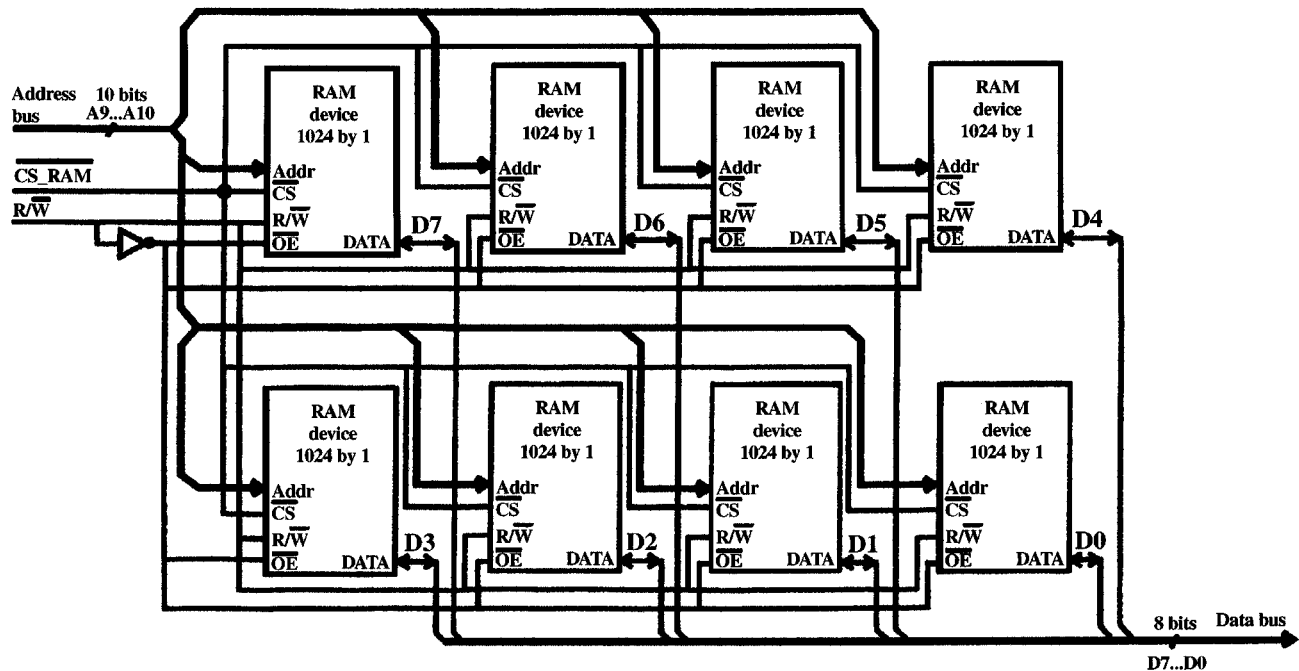 Address bus
10 bits
A9...A10
CS_RAM
R/W
RAM device 1024 by 1
Addr
CS
R/W
OE
DATA
D7
RAM device 1024 by 1
Addr
CS
R/W
OE
DATA
D6
RAM device 1024 by 1
Addr
CS
R/W
OE
DATA
D5
RAM device 1024 by 1
Addr
CS
R/W
OE
DATA
D4
RAM device 1024 by 1
Addr
CS
R/W
OE
DATA
D3
RAM device 1024 by 1
Addr
CS
R/W
OE
DATA
D2
RAM device 1024 by 1
Addr
CS
R/W
OE
DATA
D1
RAM device 1024 by 1
Addr
CS
R/W
OE
DATA
D0
8 bits
Data bus
D7...D0